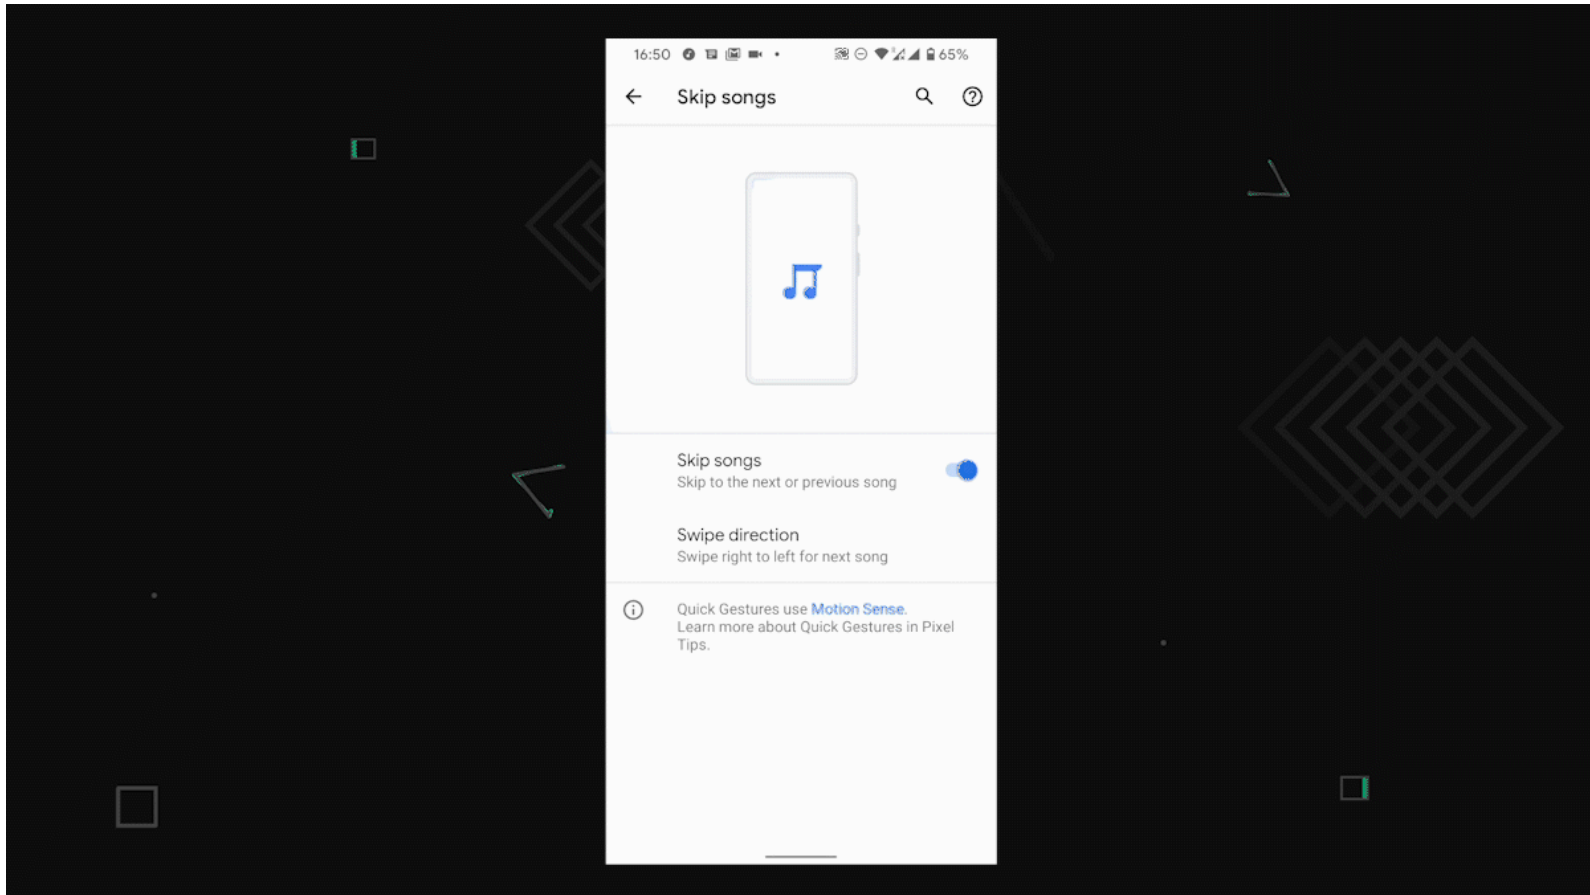 16:50 65%
Skip songs
Skip songs
Skip to the next or previous song
Swipe direction
Swipe right to left for next song
Quick Gestures use Motion Sense.
Learn more about Quick Gestures in Pixel
Tips.